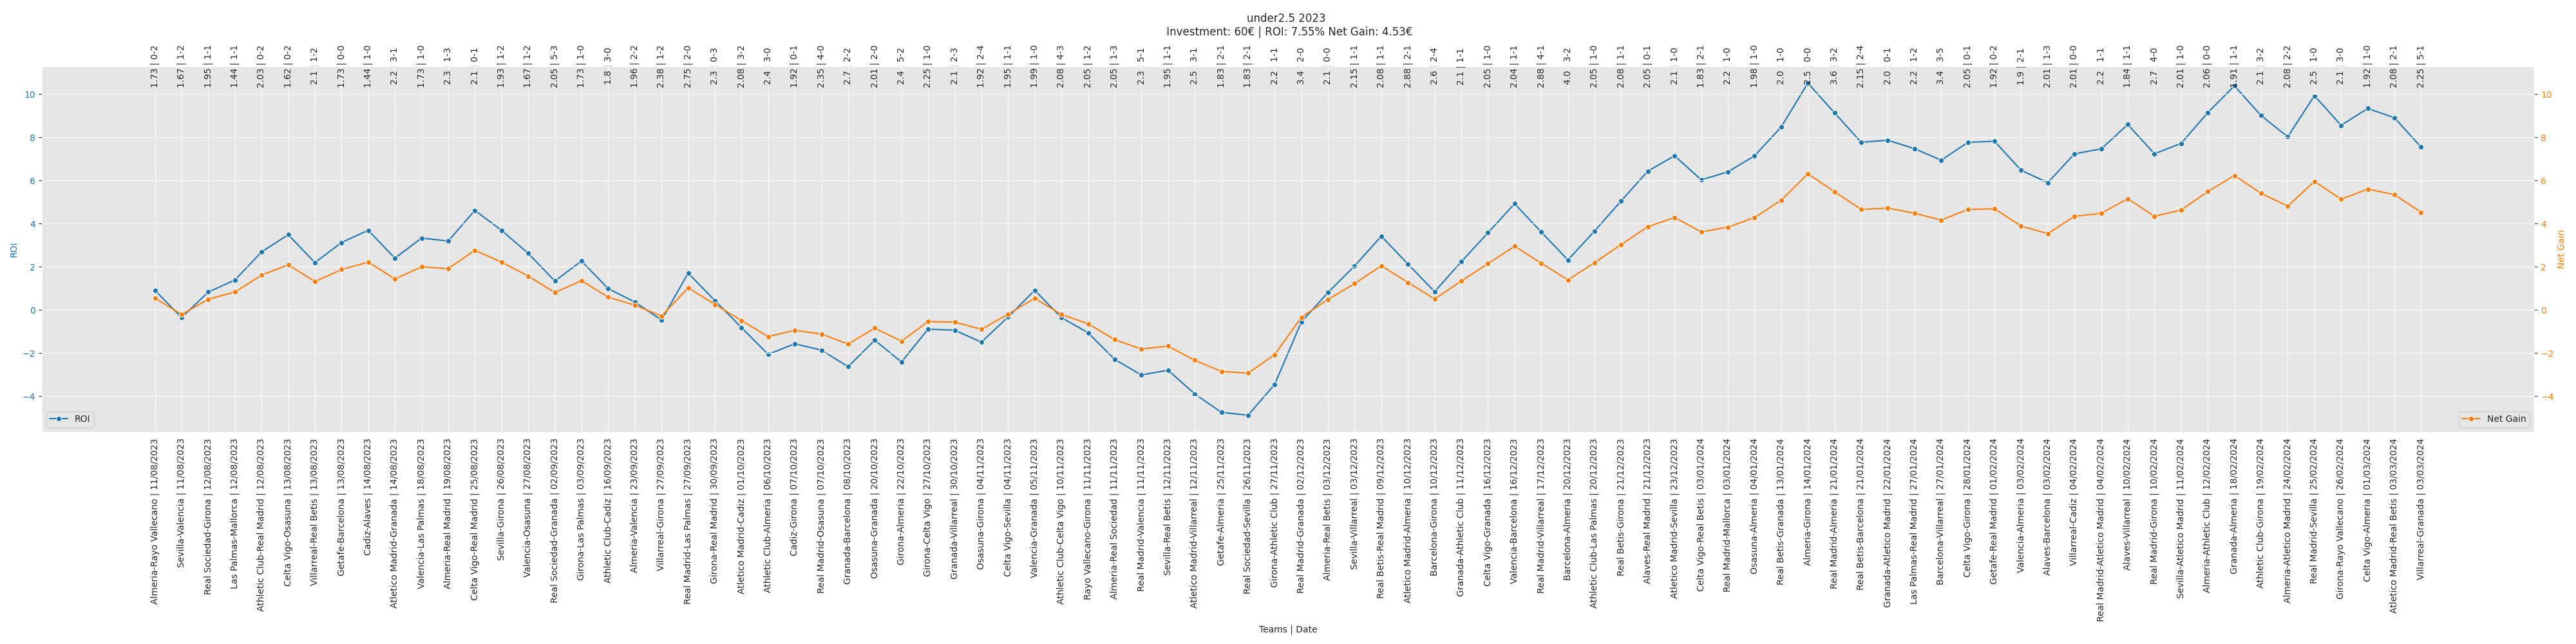 under2.5 2023
Investment: 60€ | ROI: 7.55% Net Gain: 4.53€
1.73 | 0-2
1.67 | 1-2
1.95 | 1-1
1.44 | 1-1
2.03 | 0-2
1.62 | 0-2
2.1 | 1-2
1.73 | 0-0
1.44 | 1-0
2.2 | 3-1
1.73 | 1-0
2.3 | 1-3
2.1 | 0-1
1.93 | 1-2
1.67 | 1-2
2.05 | 5-3
1.73 | 1-0
1.8 | 3-0
1.96 | 2-2
2.38 | 1-2
2.75 | 2-0
2.3 | 0-3
2.08 | 3-2
2.4 | 3-0
1.92 | 0-1
2.35 | 4-0
2.7 | 2-2
2.01 | 2-0
2.4 | 5-2
2.25 | 1-0
2.1 | 2-3
1.92 | 2-4
1.95 | 1-1
1.99 | 1-0
2.08 | 4-3
2.05 | 1-2
2.05 | 1-3
2.3 | 5-1
1.95 | 1-1
2.5 | 3-1
1.83 | 2-1
1.83 | 2-1
2.2 | 1-1
3.4 | 2-0
2.1 | 0-0
2.15 | 1-1
2.08 | 1-1
2.88 | 2-1
2.6 | 2-4
2.1 | 1-1
2.05 | 1-0
2.04 | 1-1
2.88 | 4-1
4.0 | 3-2
2.05 | 1-0
2.08 | 1-1
2.05 | 0-1
2.1 | 1-0
1.83 | 2-1
2.2 | 1-0
1.98 | 1-0
2.0 | 1-0
2.5 | 0-0
3.6 | 3-2
2.15 | 2-4
2.0 | 0-1
2.2 | 1-2
3.4 | 3-5
2.05 | 0-1
1.92 | 0-2
1.9 | 2-1
2.01 | 1-3
2.01 | 0-0
2.2 | 1-1
1.84 | 1-1
2.7 | 4-0
2.01 | 1-0
2.06 | 0-0
1.91 | 1-1
2.1 | 3-2
2.08 | 2-2
2.5 | 1-0
2.1 | 3-0
1.92 | 1-0
2.08 | 2-1
2.25 | 5-1
10
8
6
4
2
0
−2
−4
ROI
10
8
6
4
2
0
−2
−4
Net Gain
ROI
Net Gain
Almeria-Rayo Vallecano | 11/08/2023
Sevilla-Valencia | 11/08/2023
Real Sociedad-Girona | 12/08/2023
Las Palmas-Mallorca | 12/08/2023
Athletic Club-Real Madrid | 12/08/2023
Celta Vigo-Osasuna | 13/08/2023
Villarreal-Real Betis | 13/08/2023
Getafe-Barcelona | 13/08/2023
Cadiz-Alaves | 14/08/2023
Atletico Madrid-Granada | 14/08/2023
Valencia-Las Palmas | 18/08/2023
Almeria-Real Madrid | 19/08/2023
Celta Vigo-Real Madrid | 25/08/2023
Sevilla-Girona | 26/08/2023
Valencia-Osasuna | 27/08/2023
Real Sociedad-Granada | 02/09/2023
Girona-Las Palmas | 03/09/2023
Athletic Club-Cadiz | 16/09/2023
Almeria-Valencia | 23/09/2023
Villarreal-Girona | 27/09/2023
Real Madrid-Las Palmas | 27/09/2023
Girona-Real Madrid | 30/09/2023
Atletico Madrid-Cadiz | 01/10/2023
Athletic Club-Almeria | 06/10/2023
Cadiz-Girona | 07/10/2023
Real Madrid-Osasuna | 07/10/2023
Granada-Barcelona | 08/10/2023
Osasuna-Granada | 20/10/2023
Girona-Almeria | 22/10/2023
Girona-Celta Vigo | 27/10/2023
Granada-Villarreal | 30/10/2023
Osasuna-Girona | 04/11/2023
Celta Vigo-Sevilla | 04/11/2023
Valencia-Granada | 05/11/2023
Athletic Club-Celta Vigo | 10/11/2023
Rayo Vallecano-Girona | 11/11/2023
Almeria-Real Sociedad | 11/11/2023
Real Madrid-Valencia | 11/11/2023
Sevilla-Real Betis | 12/11/2023
Atletico Madrid-Villarreal | 12/11/2023
Getafe-Almeria | 25/11/2023
Real Sociedad-Sevilla | 26/11/2023
Girona-Athletic Club | 27/11/2023
Real Madrid-Granada | 02/12/2023
Almeria-Real Betis | 03/12/2023
Sevilla-Villarreal | 03/12/2023
Real Betis-Real Madrid | 09/12/2023
Atletico Madrid-Almeria | 10/12/2023
Barcelona-Girona | 10/12/2023
Granada-Athletic Club | 11/12/2023
Celta Vigo-Granada | 16/12/2023
Valencia-Barcelona | 16/12/2023
Real Madrid-Villarreal | 17/12/2023
Barcelona-Almeria | 20/12/2023
Athletic Club-Las Palmas | 20/12/2023
Real Betis-Girona | 21/12/2023
Alaves-Real Madrid | 21/12/2023
Atletico Madrid-Sevilla | 23/12/2023
Celta Vigo-Real Betis | 03/01/2024
Real Madrid-Mallorca | 03/01/2024
Osasuna-Almeria | 04/01/2024
Real Betis-Granada | 13/01/2024
Almeria-Girona | 14/01/2024
Real Madrid-Almeria | 21/01/2024
Real Betis-Barcelona | 21/01/2024
Granada-Atletico Madrid | 22/01/2024
Las Palmas-Real Madrid | 27/01/2024
Barcelona-Villarreal | 27/01/2024
Celta Vigo-Girona | 28/01/2024
Getafe-Real Madrid | 01/02/2024
Valencia-Almeria | 03/02/2024
Alaves-Barcelona | 03/02/2024
Villarreal-Cadiz | 04/02/2024
Real Madrid-Atletico Madrid | 04/02/2024
Alaves-Villarreal | 10/02/2024
Real Madrid-Girona | 10/02/2024
Sevilla-Atletico Madrid | 11/02/2024
Almeria-Athletic Club | 12/02/2024
Granada-Almeria | 18/02/2024
Athletic Club-Girona | 19/02/2024
Almeria-Atletico Madrid | 24/02/2024
Real Madrid-Sevilla | 25/02/2024
Girona-Rayo Vallecano | 26/02/2024
Celta Vigo-Almeria | 01/03/2024
Atletico Madrid-Real Betis | 03/03/2024
Villarreal-Granada | 03/03/2024
Teams | Date